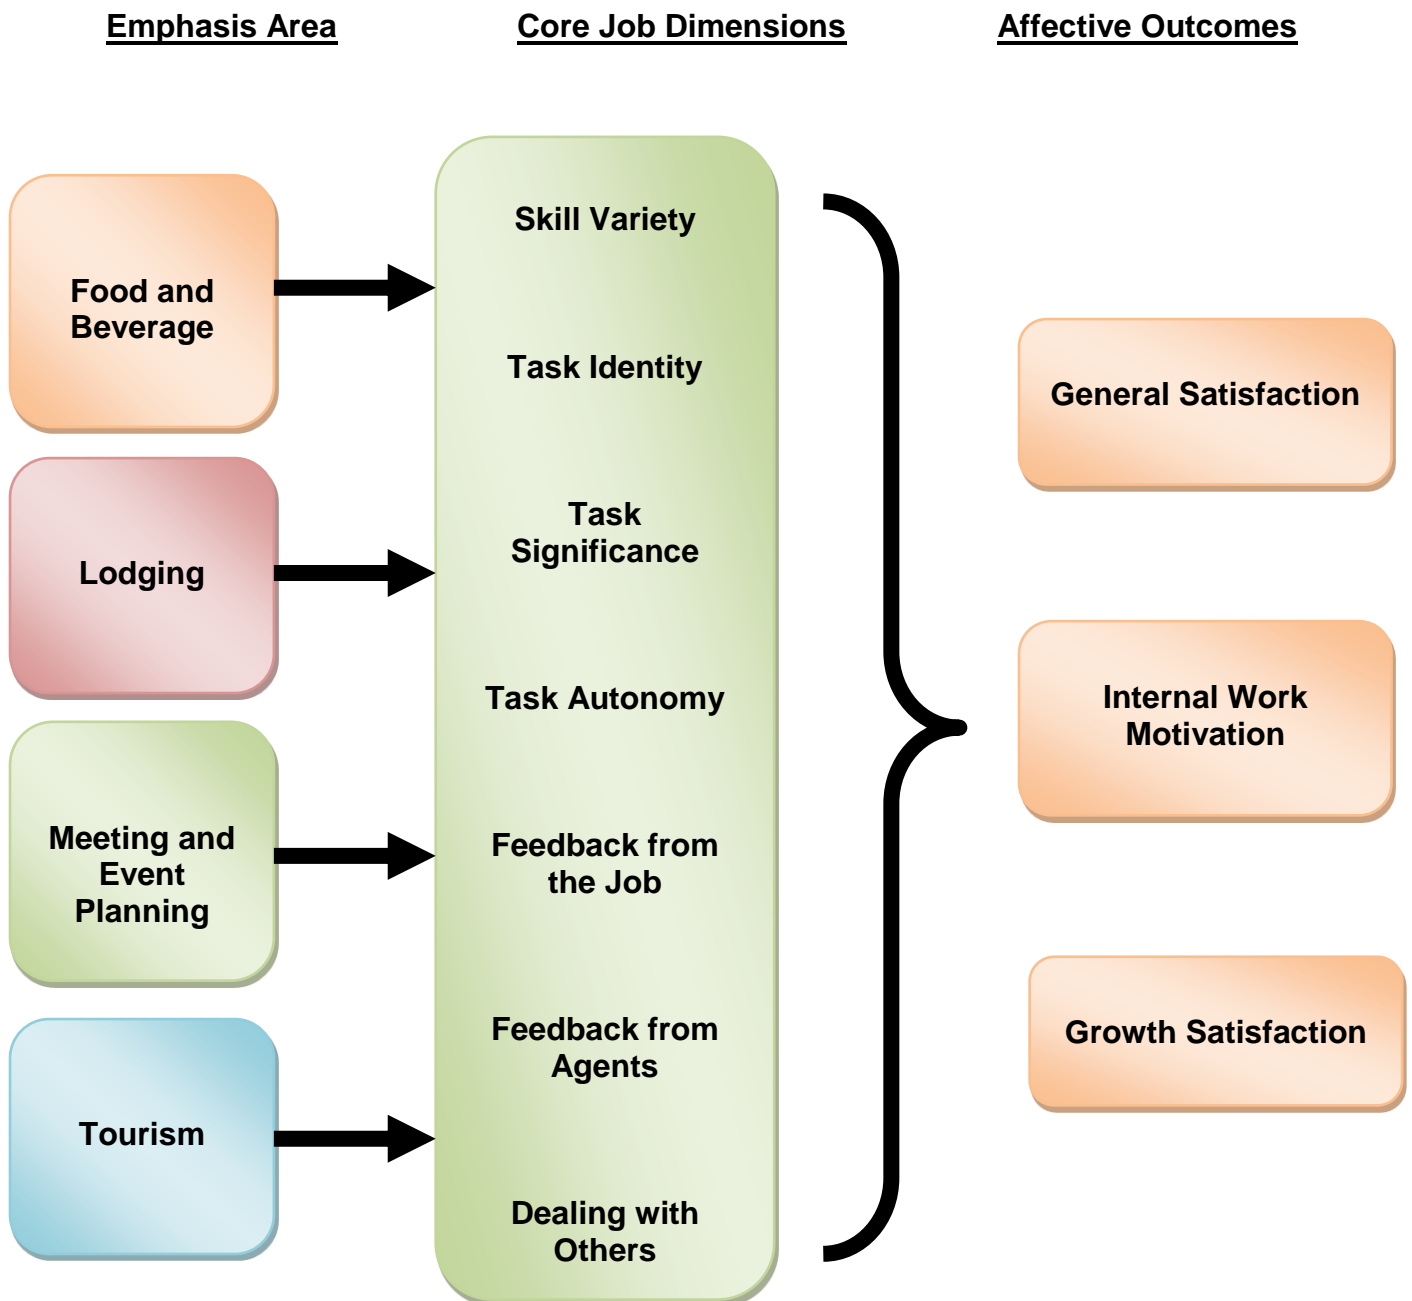 Emphasis Area
Core Job Dimensions
Affective Outcomes
Food and
Beverage
Lodging
Meeting and
Event
Planning
Tourism
Skill Variety
Task Identity
Task
Significance
Task Autonomy
Feedback from
the Job
Feedback from
Agents
Dealing with
Others
General Satisfaction
Internal Work
Motivation
Growth Satisfaction